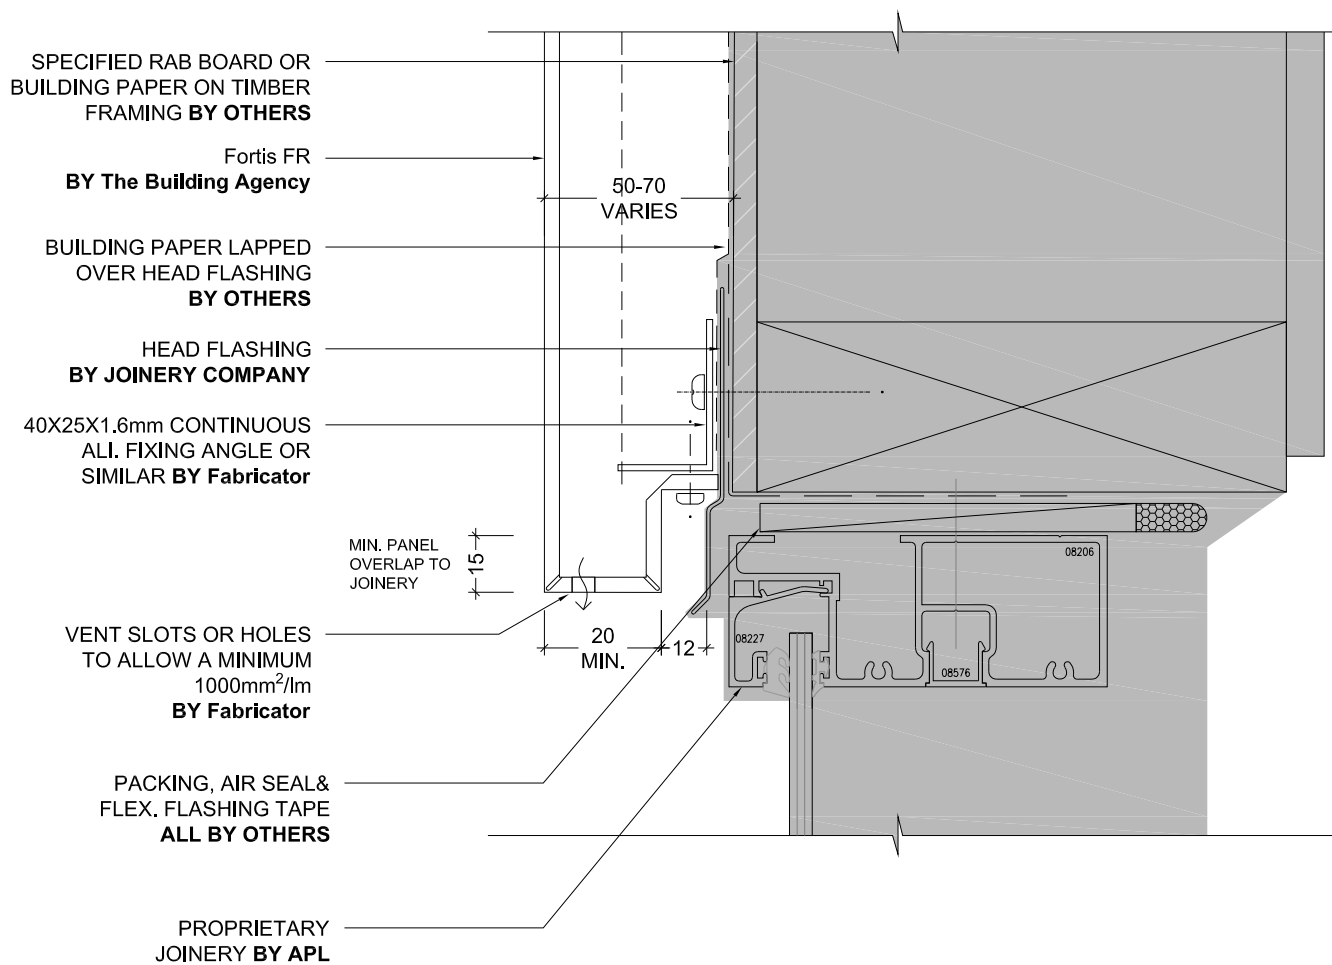 SPECIFIED RAB BOARD OR
BUILDING PAPER ON TIMBER
FRAMING BY OTHERS
Fortis FR
BY The Building Agency
50-70
VARIES
BUILDING PAPER LAPPED
OVER HEAD FLASHING
BY OTHERS
HEAD FLASHING
BY JOINERY COMPANY
40X25X1.6mm CONTINUOUS
ALI. FIXING ANGLE OR
SIMILAR BY Fabricator
MIN. PANEL
OVERLAP TO
JOINERY
15
08206
VENT SLOTS OR HOLES
TO ALLOW A MINIMUM
1000mm²/lm
BY Fabricator
20
MIN.
12
08227
08576
PACKING, AIR SEAL&
FLEX. FLASHING TAPE
ALL BY OTHERS
PROPRIETARY
JOINERY BY APL